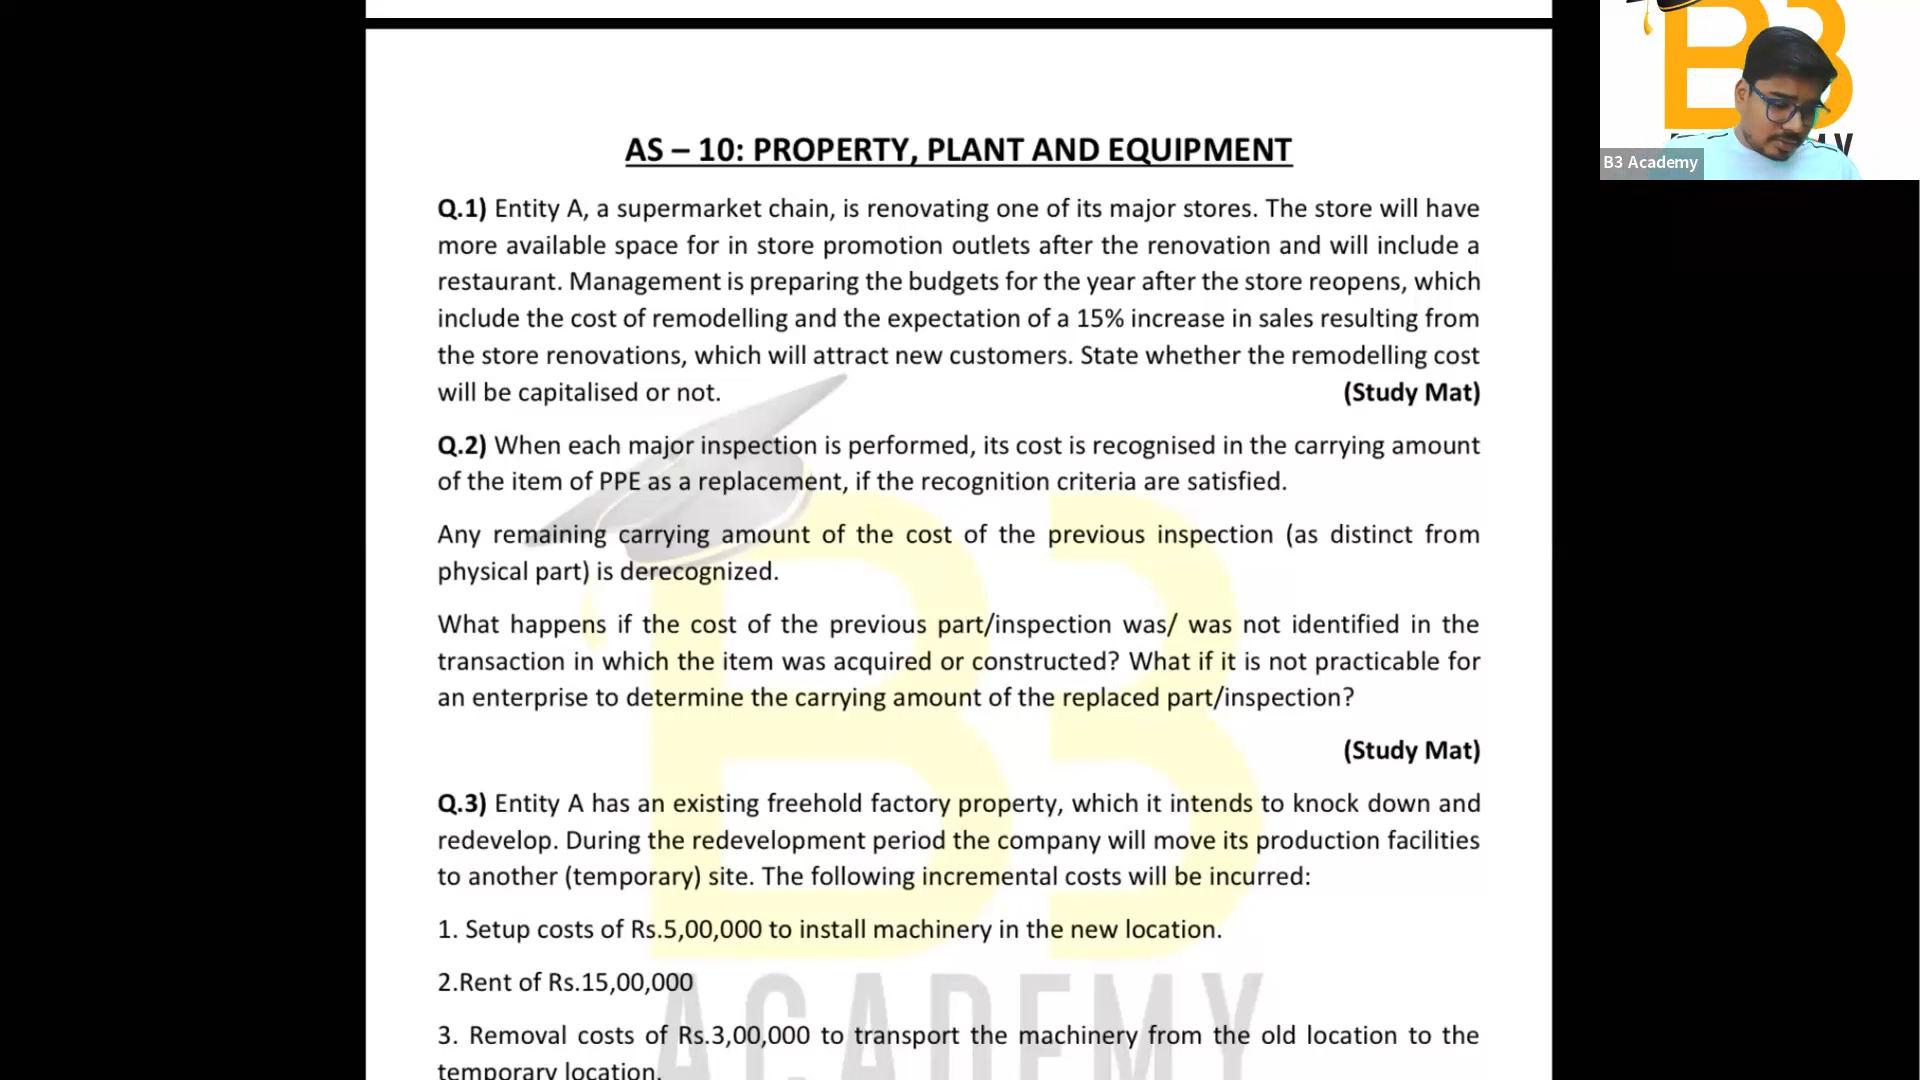 AS – 10: PROPERTY, PLANT AND EQUIPMENT
Q.1) Entity A, a supermarket chain, is renovating one of its major stores. The store will have
more available space for in store promotion outlets after the renovation and will include a
restaurant. Management is preparing the budgets for the year after the store reopens, which
include the cost of remodelling and the expectation of a 15% increase in sales resulting from
the store renovations, which will attract new customers. State whether the remodelling cost
will be capitalised or not. (Study Mat)
Q.2) When each major inspection is performed, its cost is recognised in the carrying amount
of the item of PPE as a replacement, if the recognition criteria are satisfied.
Any remaining carrying amount of the cost of the previous inspection (as distinct from
physical part) is derecognized.
What happens if the cost of the previous part/inspection was/ was not identified in the
transaction in which the item was acquired or constructed? What if it is not practicable for
an enterprise to determine the carrying amount of the replaced part/inspection?
(Study Mat)
Q.3) Entity A has an existing freehold factory property, which it intends to knock down and
redevelop. During the redevelopment period the company will move its production facilities
to another (temporary) site. The following incremental costs will be incurred:
1. Setup costs of Rs.5,00,000 to install machinery in the new location.
2.Rent of Rs.15,00,000
3. Removal costs of Rs.3,00,000 to transport the machinery from the old location to the
temporary location.
B3
ACADEMY
B3
B3 Academy